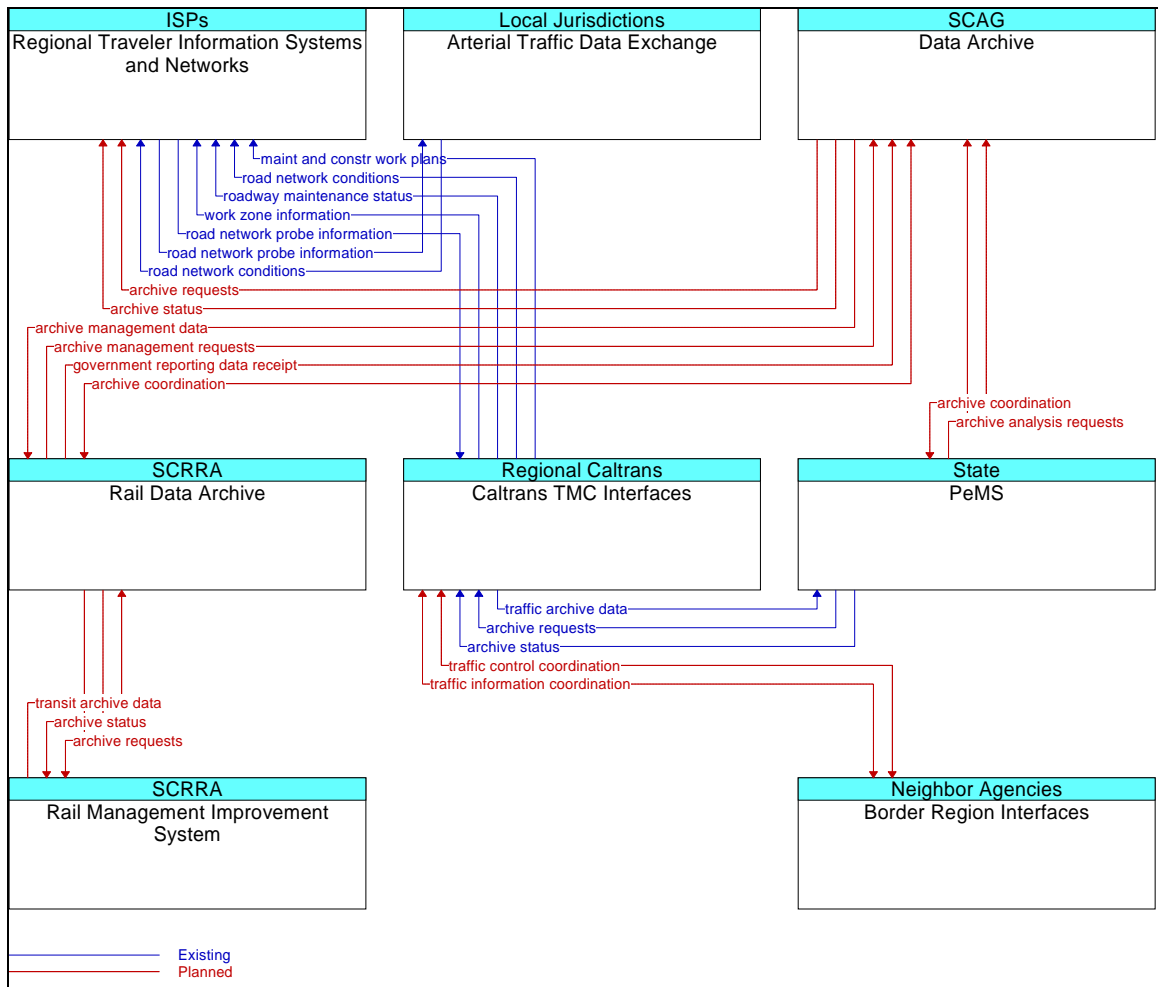 ISPs
Regional Traveler Information Systems
and Networks
Local Jurisdictions
Arterial Traffic Data Exchange
SCAG
Data Archive
maint and constr work plans
road network conditions
roadway maintenance status
work zone information
road network probe information
road network probe information
road network conditions
archive requests
archive status
archive management data
archive management requests
government reporting data receipt
archive coordination
archive coordination
archive analysis requests
SCRRA
Rail Data Archive
Regional Caltrans
Caltrans TMC Interfaces
State
PeMS
traffic archive data
archive requests
archive status
traffic control coordination
traffic information coordination
transit archive data
archive status
archive requests
SCRRA
Rail Management Improvement
System
Neighbor Agencies
Border Region Interfaces
Existing
Planned